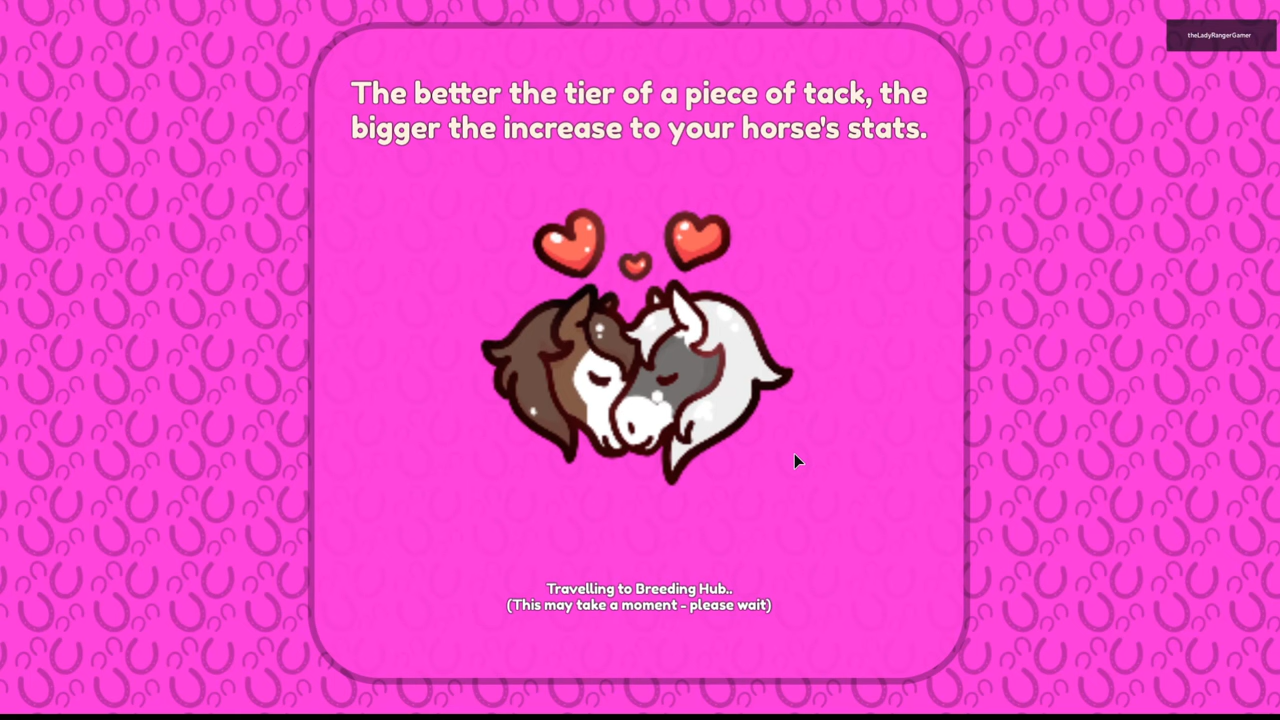 theLadyRangerGamer
The better the tier of a piece of tack, the
bigger the increase to your horse's stats.
Travelling to Breeding Hub..
(This may take a moment - please wait)